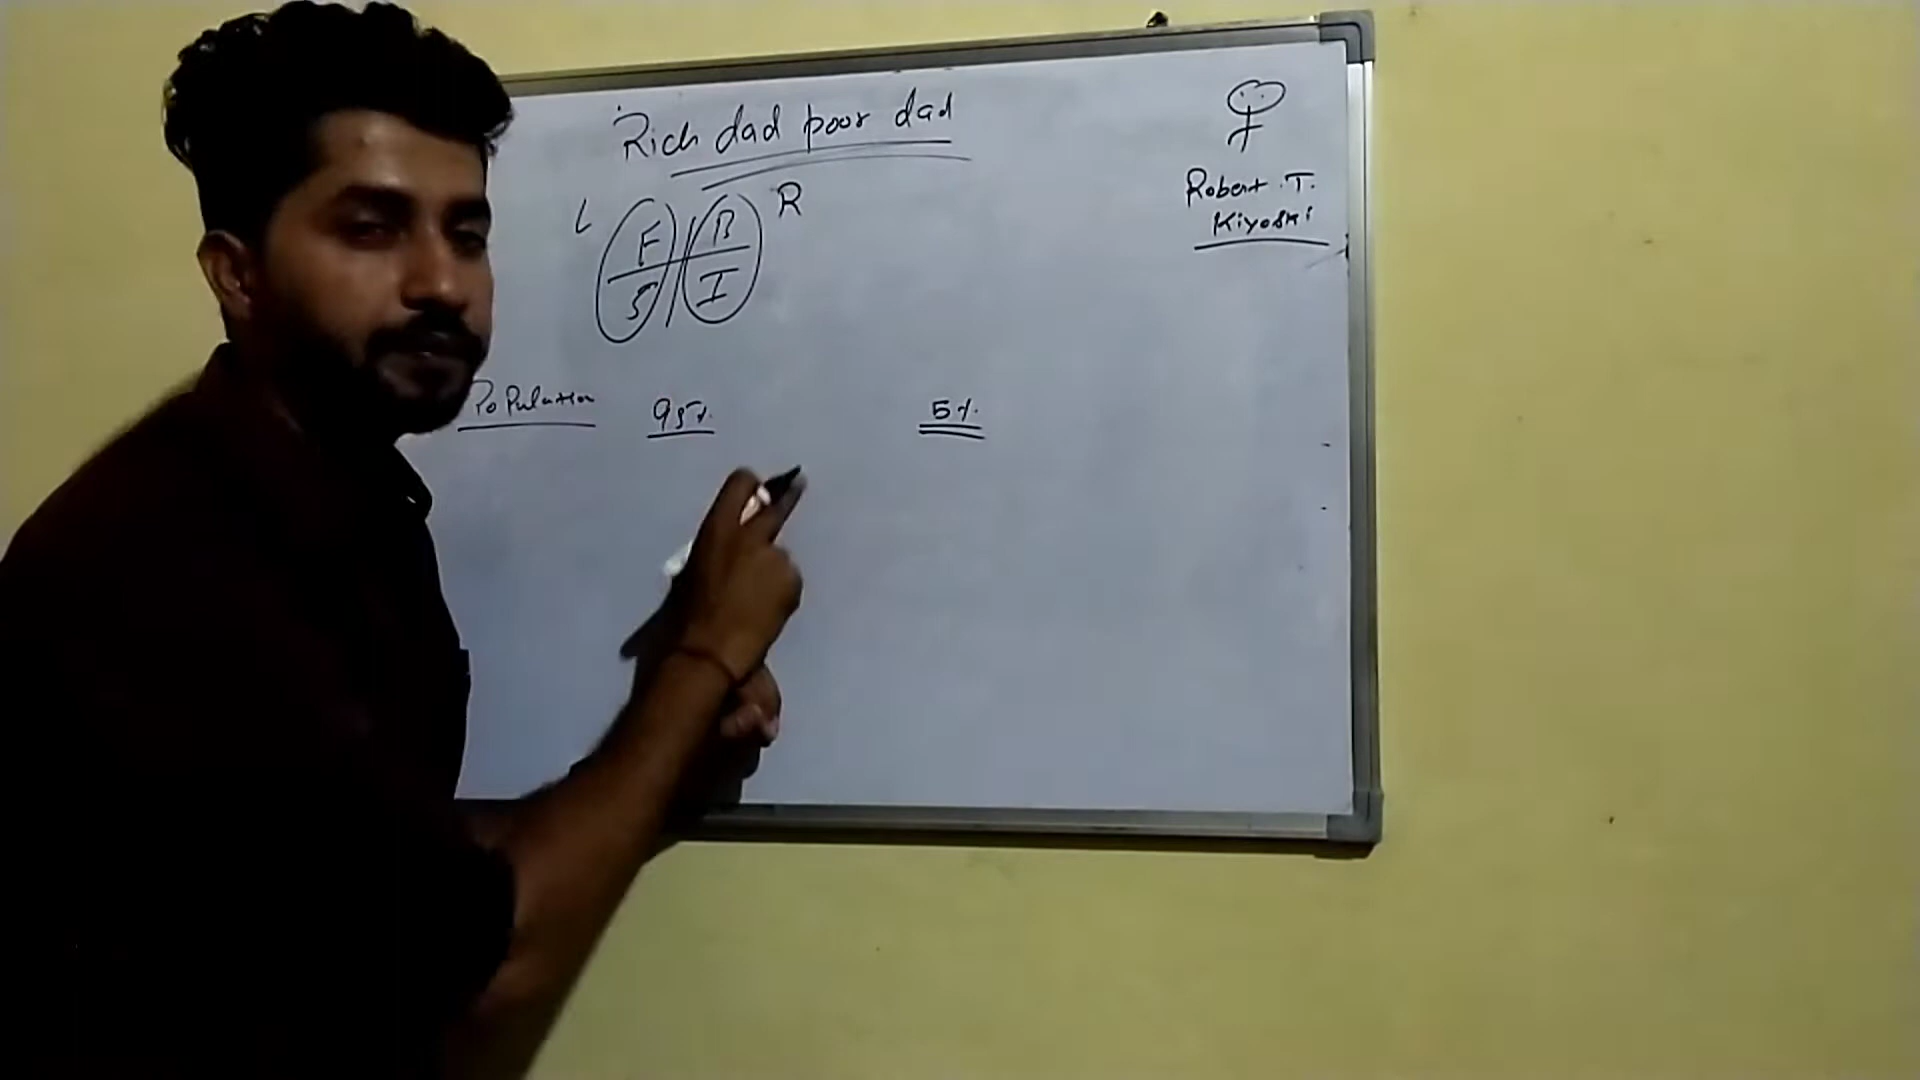 Rich dad poor dad
Robert . T.
Kiyoski
L R
F B
S I
Population 95% 5%